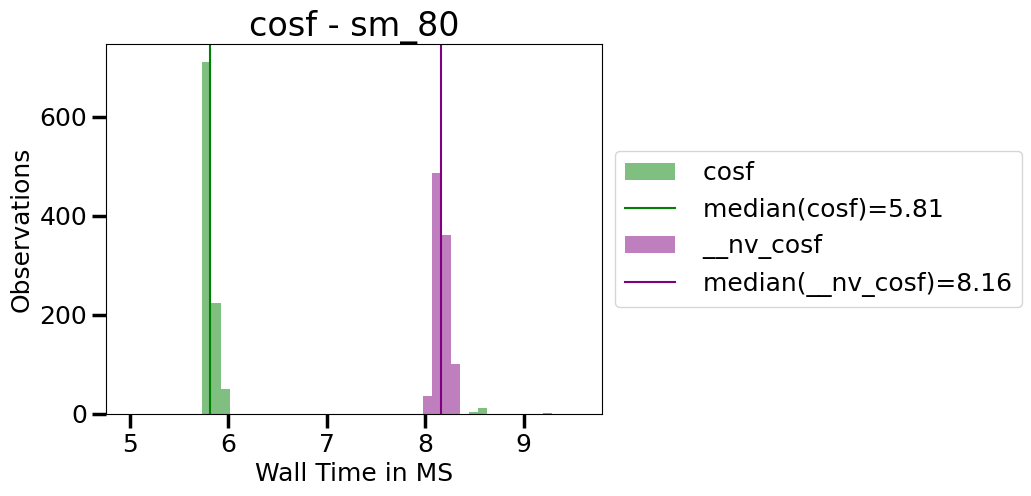 cosf - sm_80
Observations
600
400
200
0
5 6 7 8 9
Wall Time in MS
cosf
median(cosf)=5.81
__nv_cosf
median(__nv_cosf)=8.16